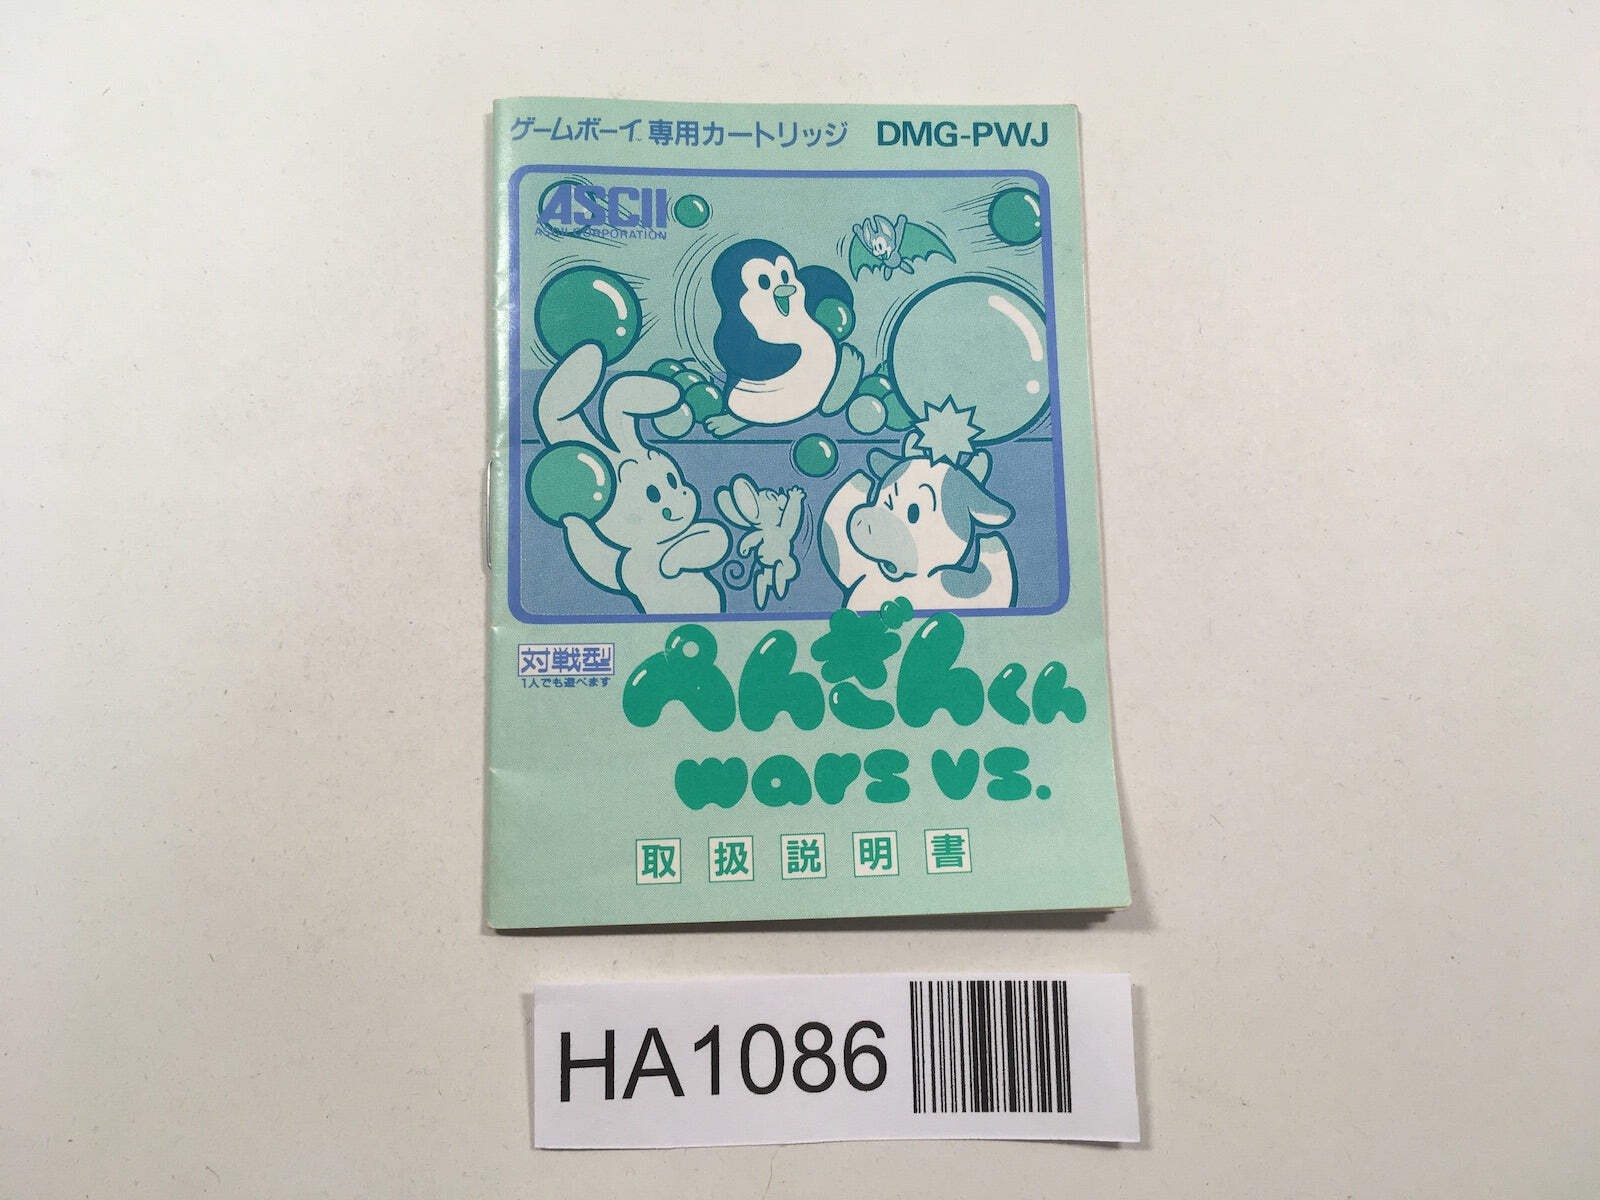 ゲームボーイ™専用カートリッジ DMG-PWJ
ASCII
ASCII CORPORATION
対戦型
1人でも遊べます
ぺんぎんくん
wars vs.
取扱説明書
HA1086